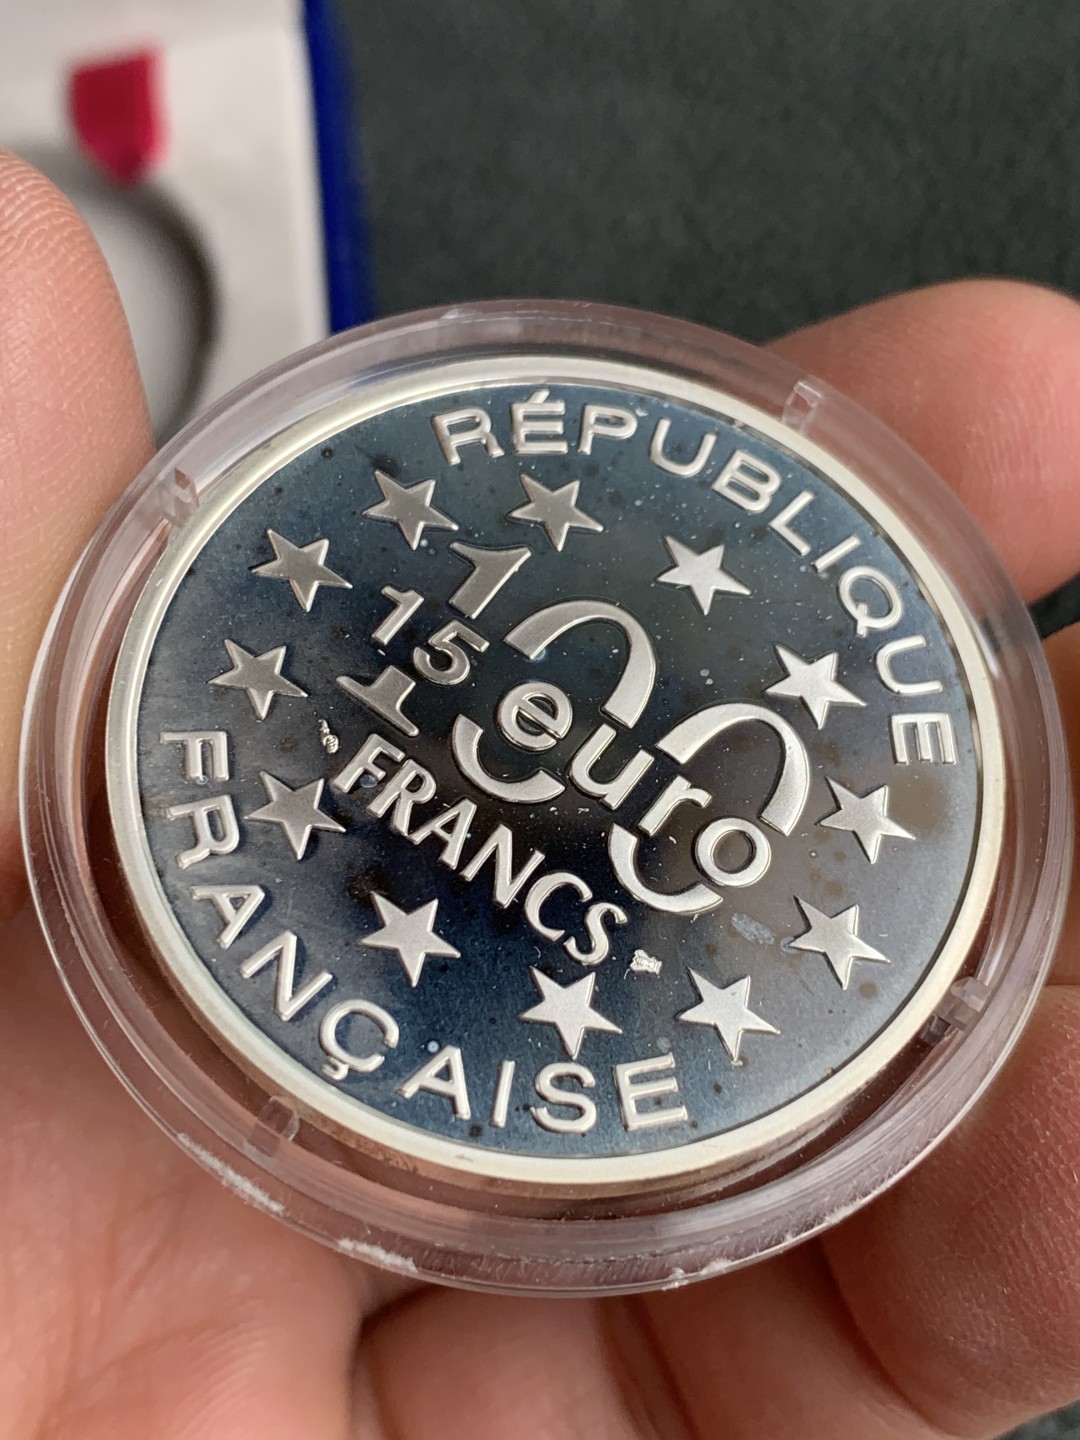 RÉPUBLIQUE
100
15 euro
FRANCS
FRANÇAISE